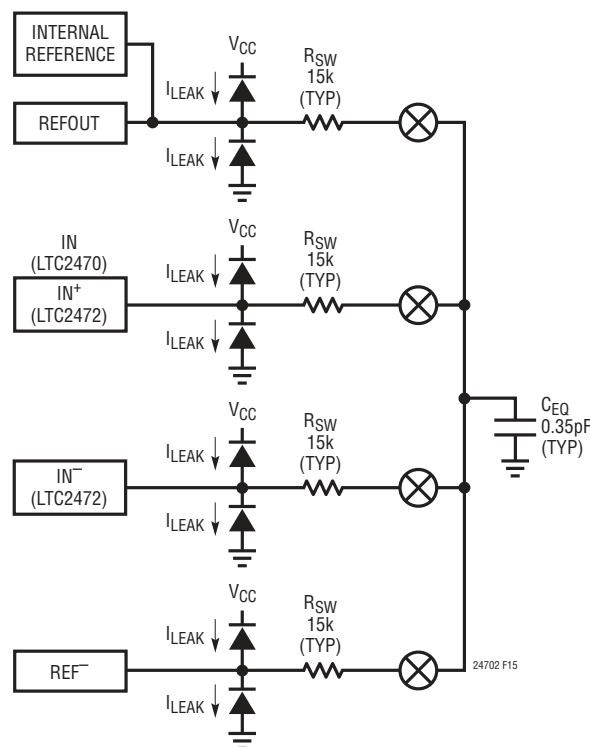 INTERNAL
REFERENCE
REFOUT
VCC
ILEAK
ILEAK
RSW
15k
(TYP)
IN
(LTC2470)
IN+
(LTC2472)
VCC
ILEAK
ILEAK
RSW
15k
(TYP)
CEQ
0.35pF
(TYP)
IN–
(LTC2472)
VCC
ILEAK
ILEAK
RSW
15k
(TYP)
REF–
VCC
ILEAK
ILEAK
RSW
15k
(TYP)
24702 F15